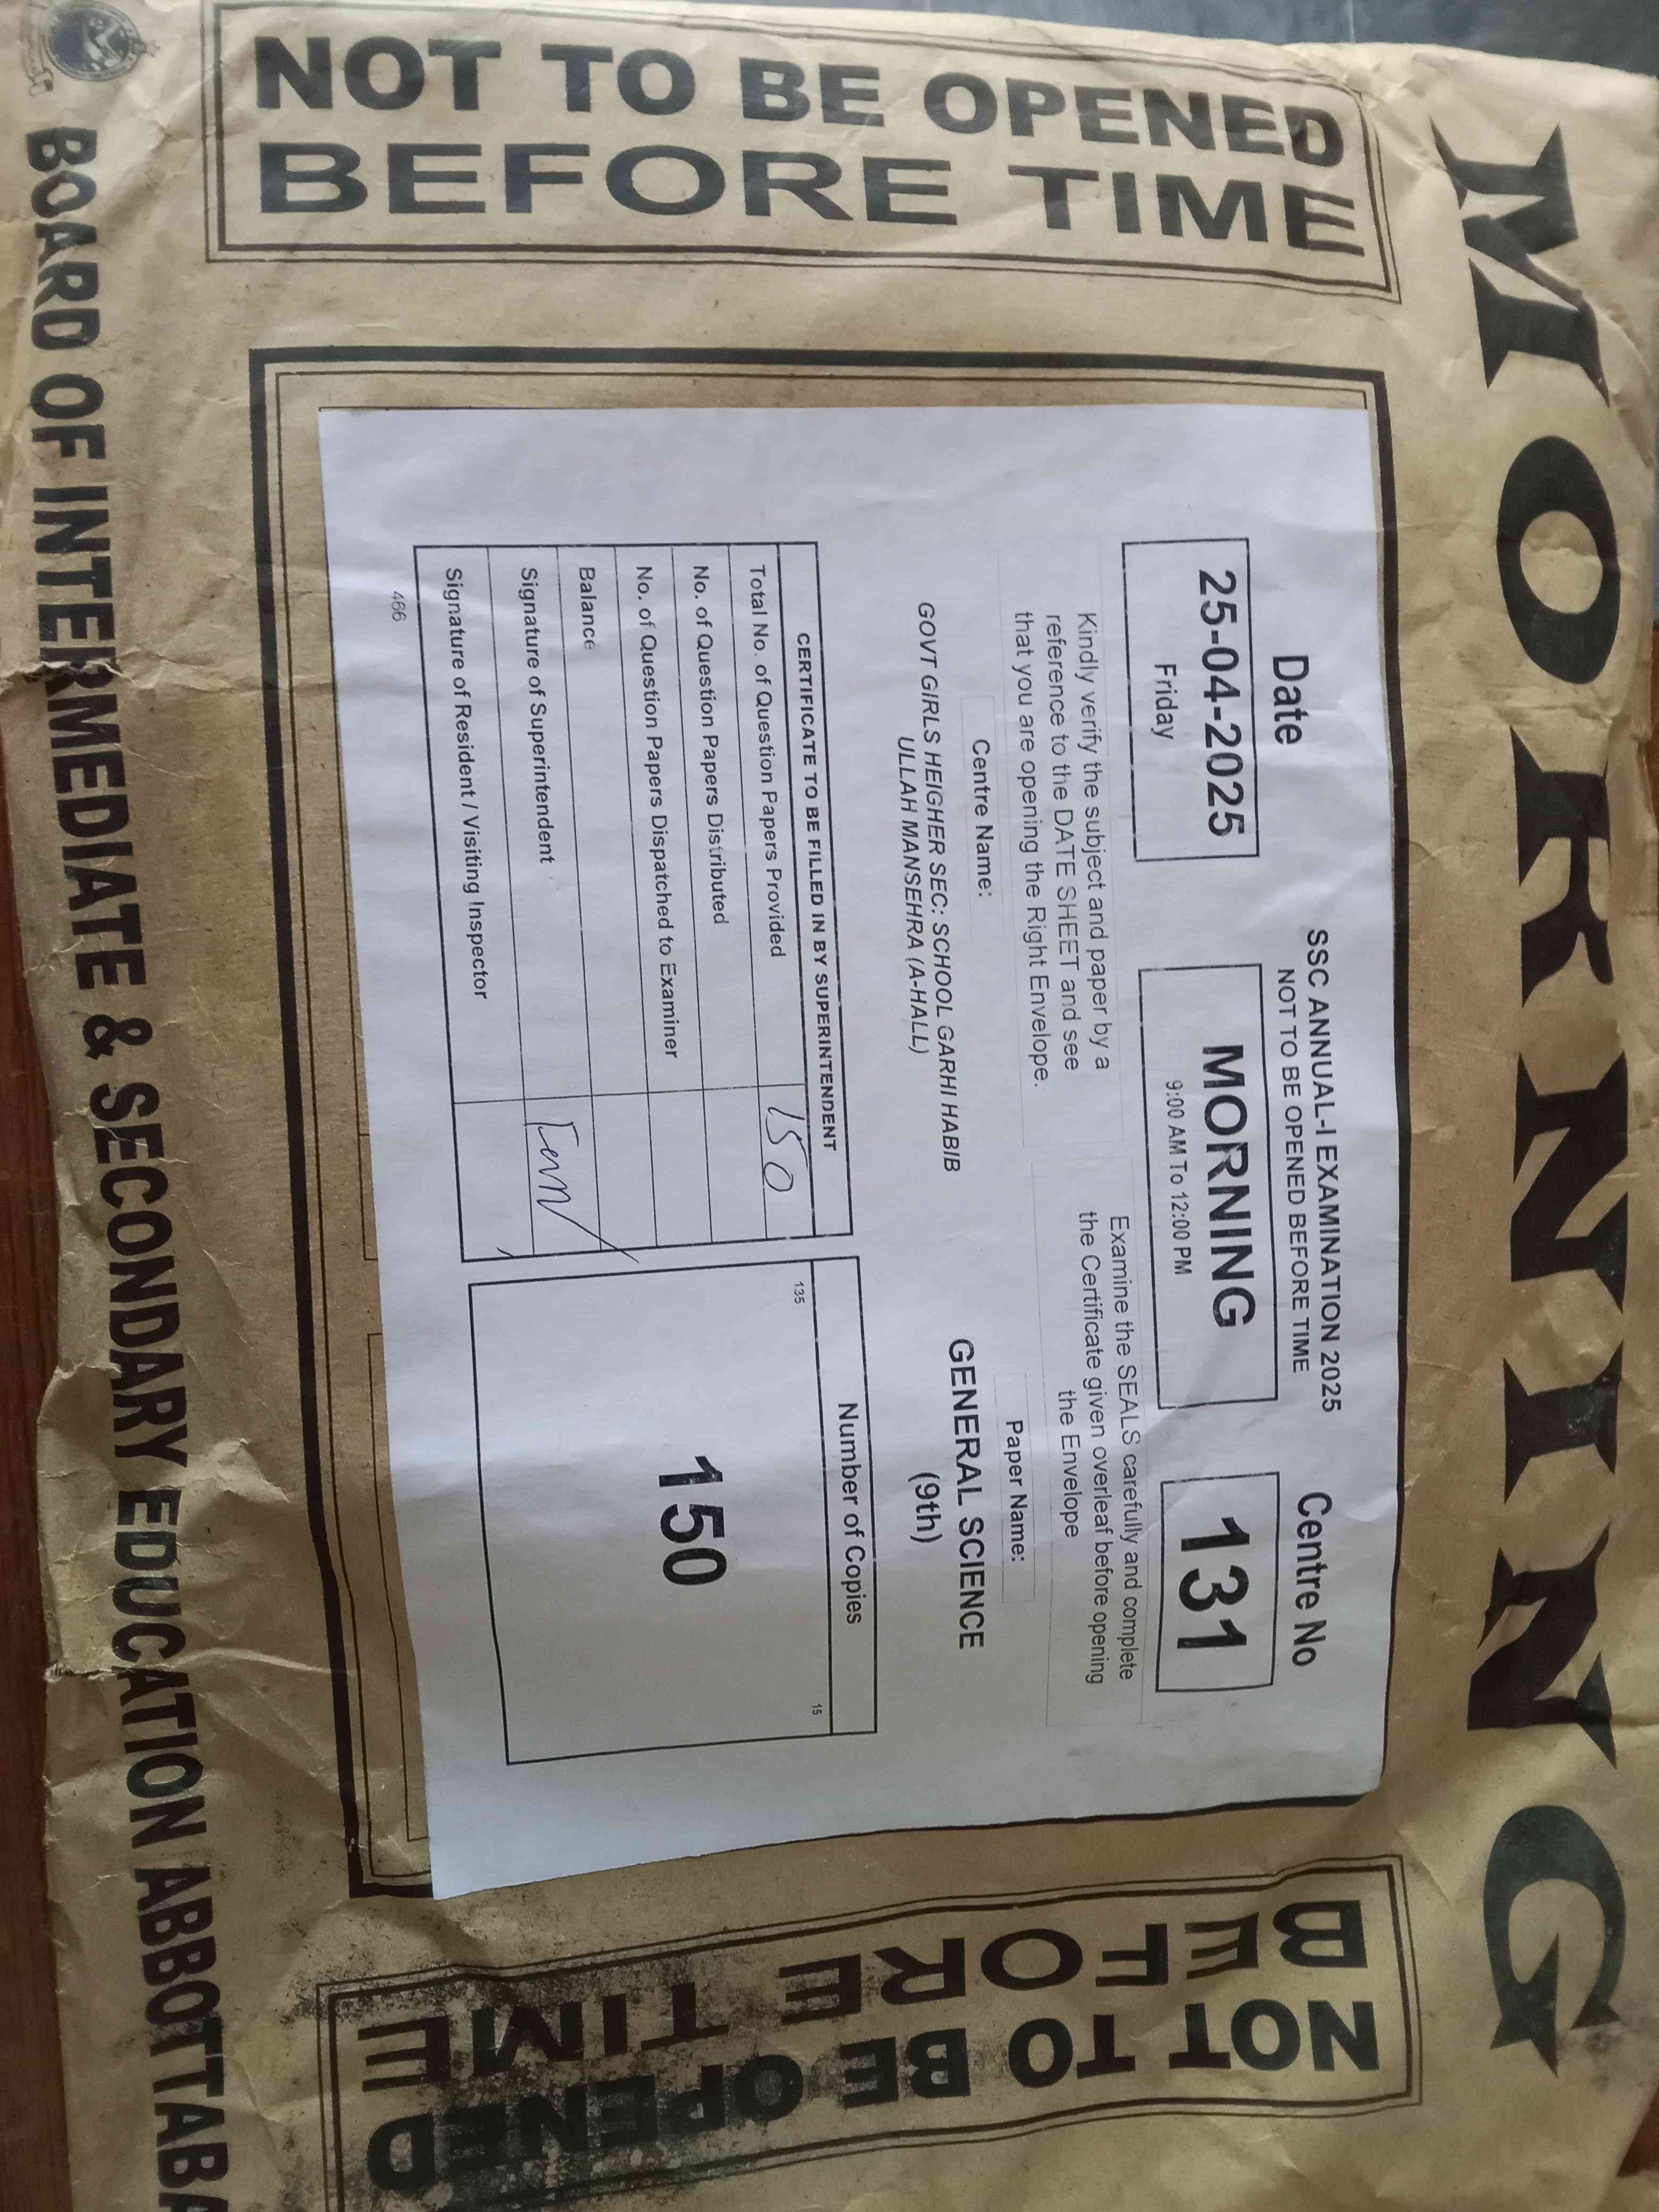 MORNING
NOT TO BE OPENED
BEFORE TIME
SSC ANNUAL-I EXAMINATION 2025
NOT TO BE OPENED BEFORE TIME
Date
25-04-2025
Friday
MORNING
9:00 AM To 12:00 PM
Centre No
131
Kindly verify the subject and paper by a
reference to the DATE SHEET and see
that you are opening the Right Envelope.
Examine the SEALS carefully and complete
the Certificate given overleaf before opening
the Envelope
Centre Name:
GOVT GIRLS HEIGHER SEC: SCHOOL GARHI HABIB
ULLAH MANSEHRA (A-HALL)
Paper Name:
GENERAL SCIENCE
(9th)
CERTIFICATE TO BE FILLED IN BY SUPERINTENDENT
Total No. of Question Papers Provided 150
No. of Question Papers Distributed
No. of Question Papers Dispatched to Examiner
Balance
Signature of Superintendent
Signature of Resident / Visiting Inspector
466
Number of Copies
135
15
150
NOT TO BE OPENED
BEFORE TIME
BOARD OF INTERMEDIATE & SECONDARY EDUCATION ABBOTTABA